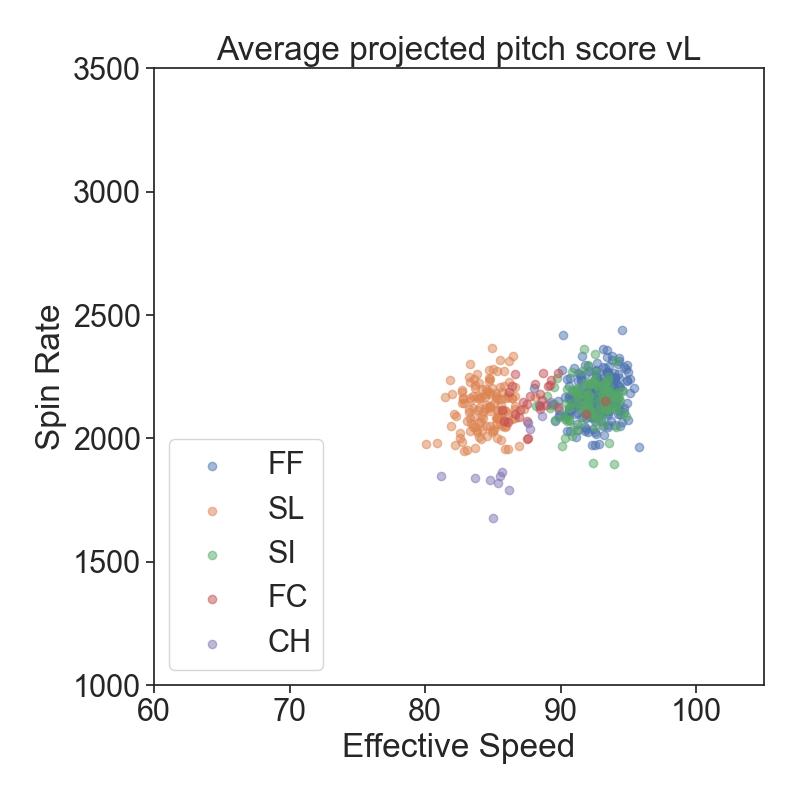 Average projected pitch score vL
3500
3000
2500
2000
1500
1000
Spin Rate
FF
SL
SI
FC
CH
60
70
80
90
100
Effective Speed